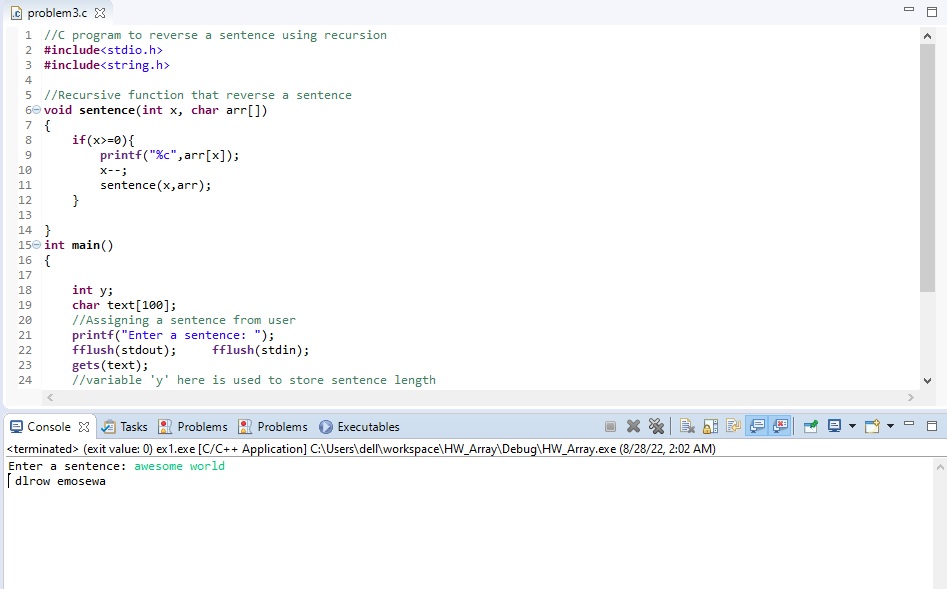 problem3.c
1 //C program to reverse a sentence using recursion
2 #include<stdio.h>
3 #include<string.h>
4
5 //Recursive function that reverse a sentence
6 void sentence(int x, char arr[])
7 {
8     if(x>=0){
9         printf("%c",arr[x]);
10         x--;
11         sentence(x,arr);
12     }
13
14 }
15 int main()
16 {
17
18     int y;
19     char text[100];
20     //Assigning a sentence from user
21     printf("Enter a sentence: ");
22     fflush(stdout);     fflush(stdin);
23     gets(text);
24     //variable 'y' here is used to store sentence length
Console Tasks Problems Problems Executables
<terminated> (exit value: 0) ex1.exe [C/C++ Application] C:\Users\dell\workspace\HW_Array\Debug\HW_Array.exe (8/28/22, 2:02 AM)
Enter a sentence: awesome world
dlrow emosewa